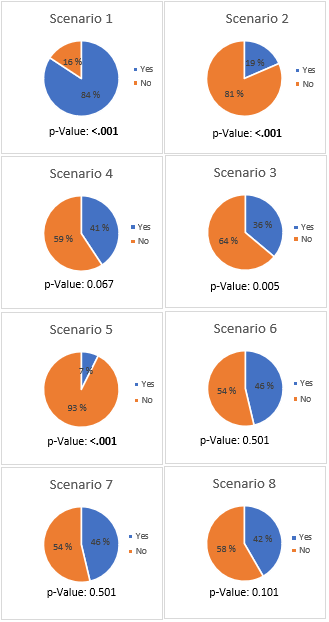 Scenario 1
16 %
84 %
Yes
No
p-Value: <.001
Scenario 2
19 %
81 %
Yes
No
p-Value: <.001
Scenario 4
41 %
59 %
Yes
No
p-Value: 0.067
Scenario 3
36 %
64 %
Yes
No
p-Value: 0.005
Scenario 5
7 %
93 %
Yes
No
p-Value: <.001
Scenario 6
54 %
46 %
Yes
No
p-Value: 0.501
Scenario 7
54 %
46 %
Yes
No
p-Value: 0.501
Scenario 8
42 %
58 %
Yes
No
p-Value: 0.101